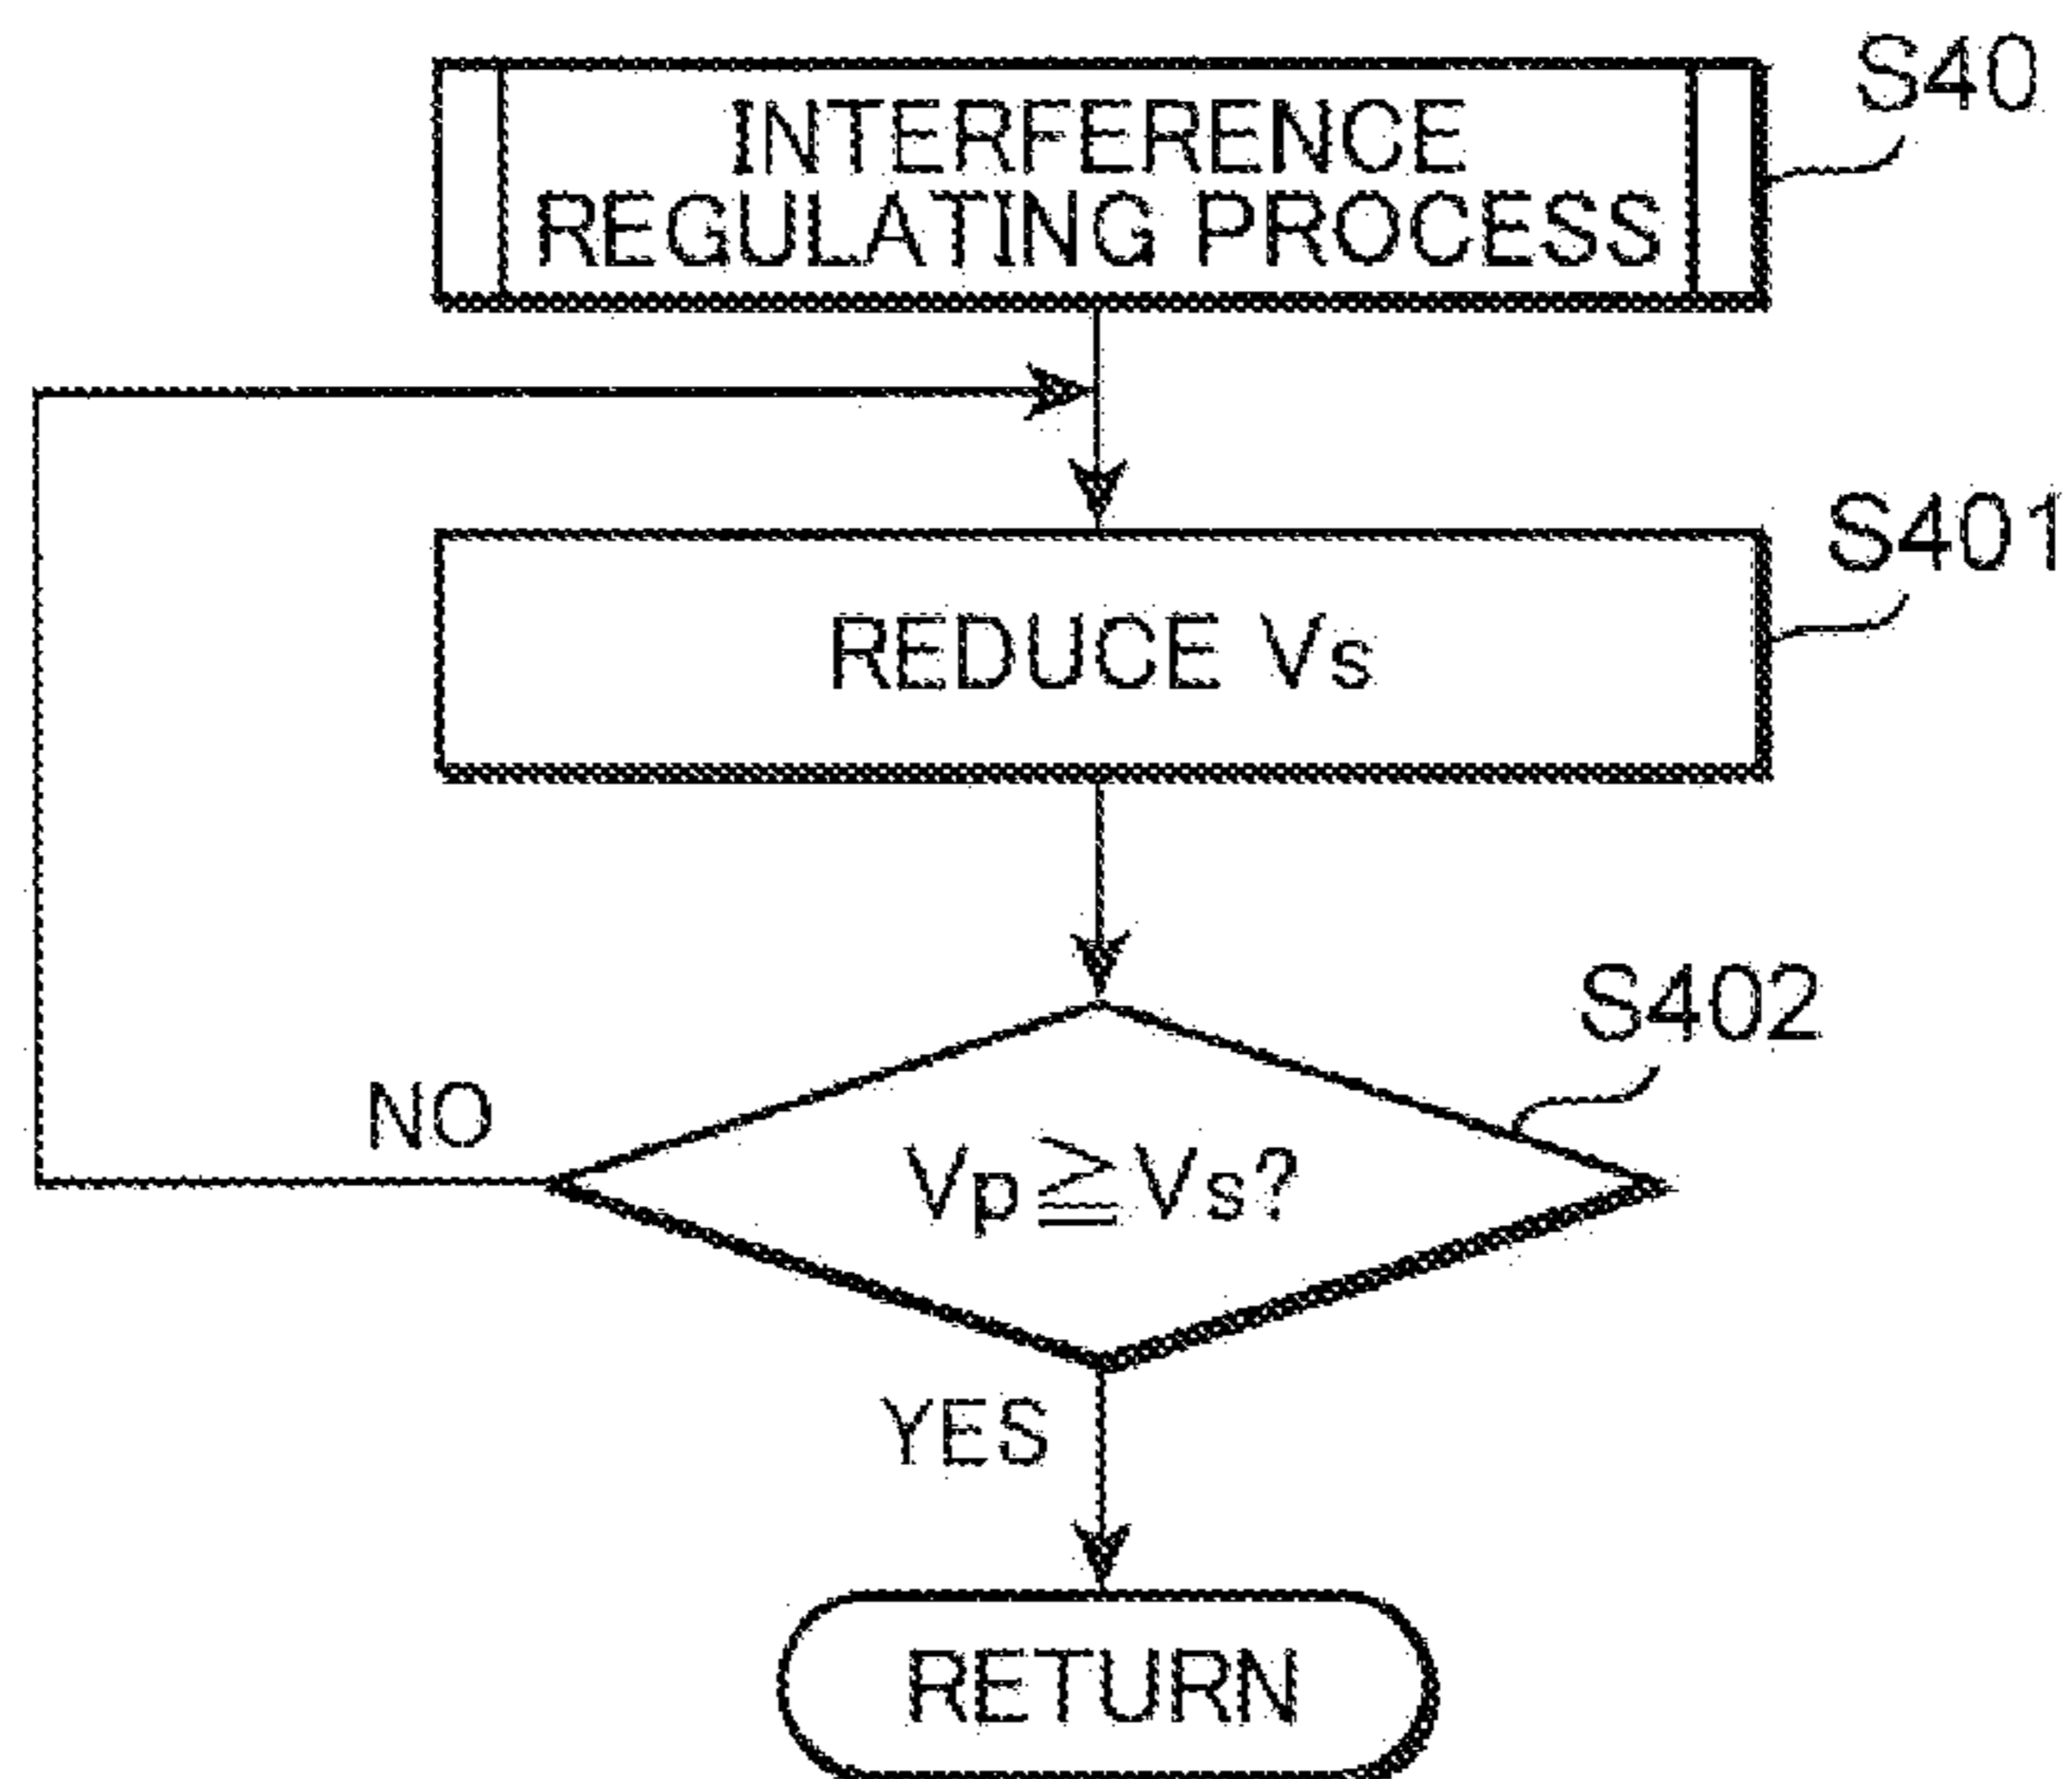 S40
INTERFERENCE
REGULATING PROCESS
S401
REDUCE Vs
S402
NO
Vp≧Vs?
YES
RETURN